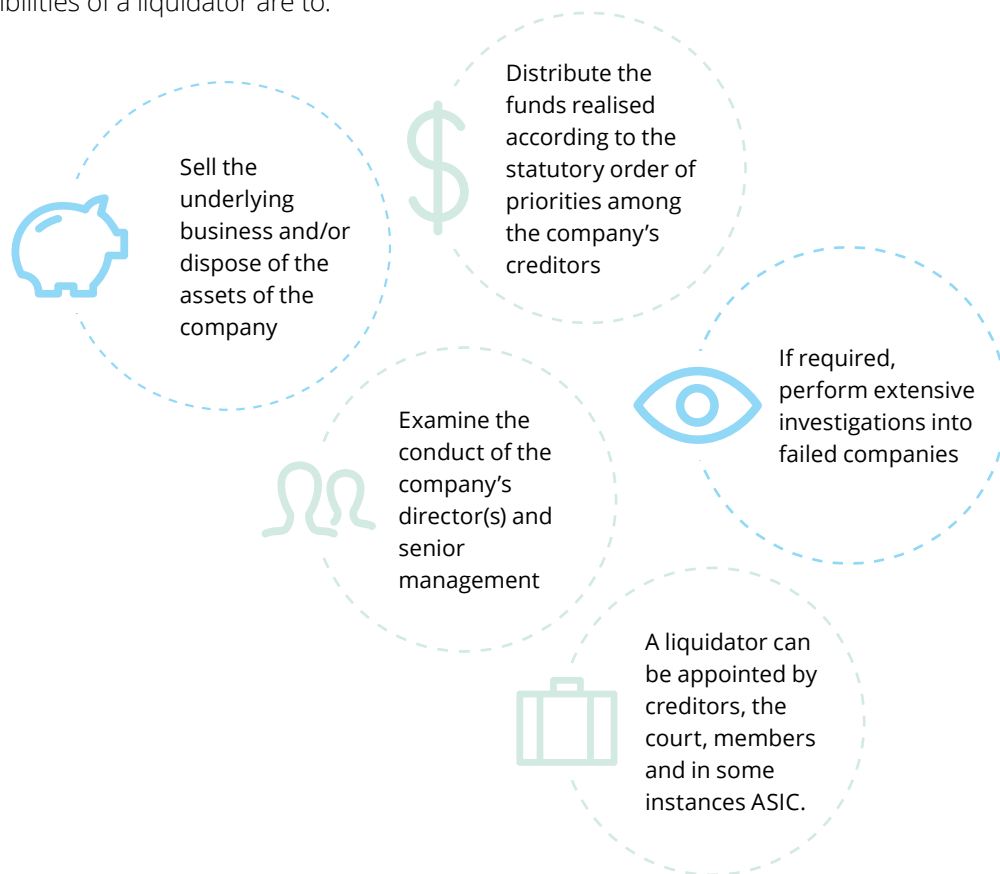 of a liquidator are to:
Sell the
underlying
business and/or
dispose of the
assets of the
company
Distribute the
funds realised
according to the
statutory order of
priorities among
the company's
creditors
If required,
perform extensive
investigations into
failed companies
Examine the
conduct of the
company's
director(s) and
senior
management
A liquidator can
be appointed by
creditors, the
court, members
and in some
instances ASIC.